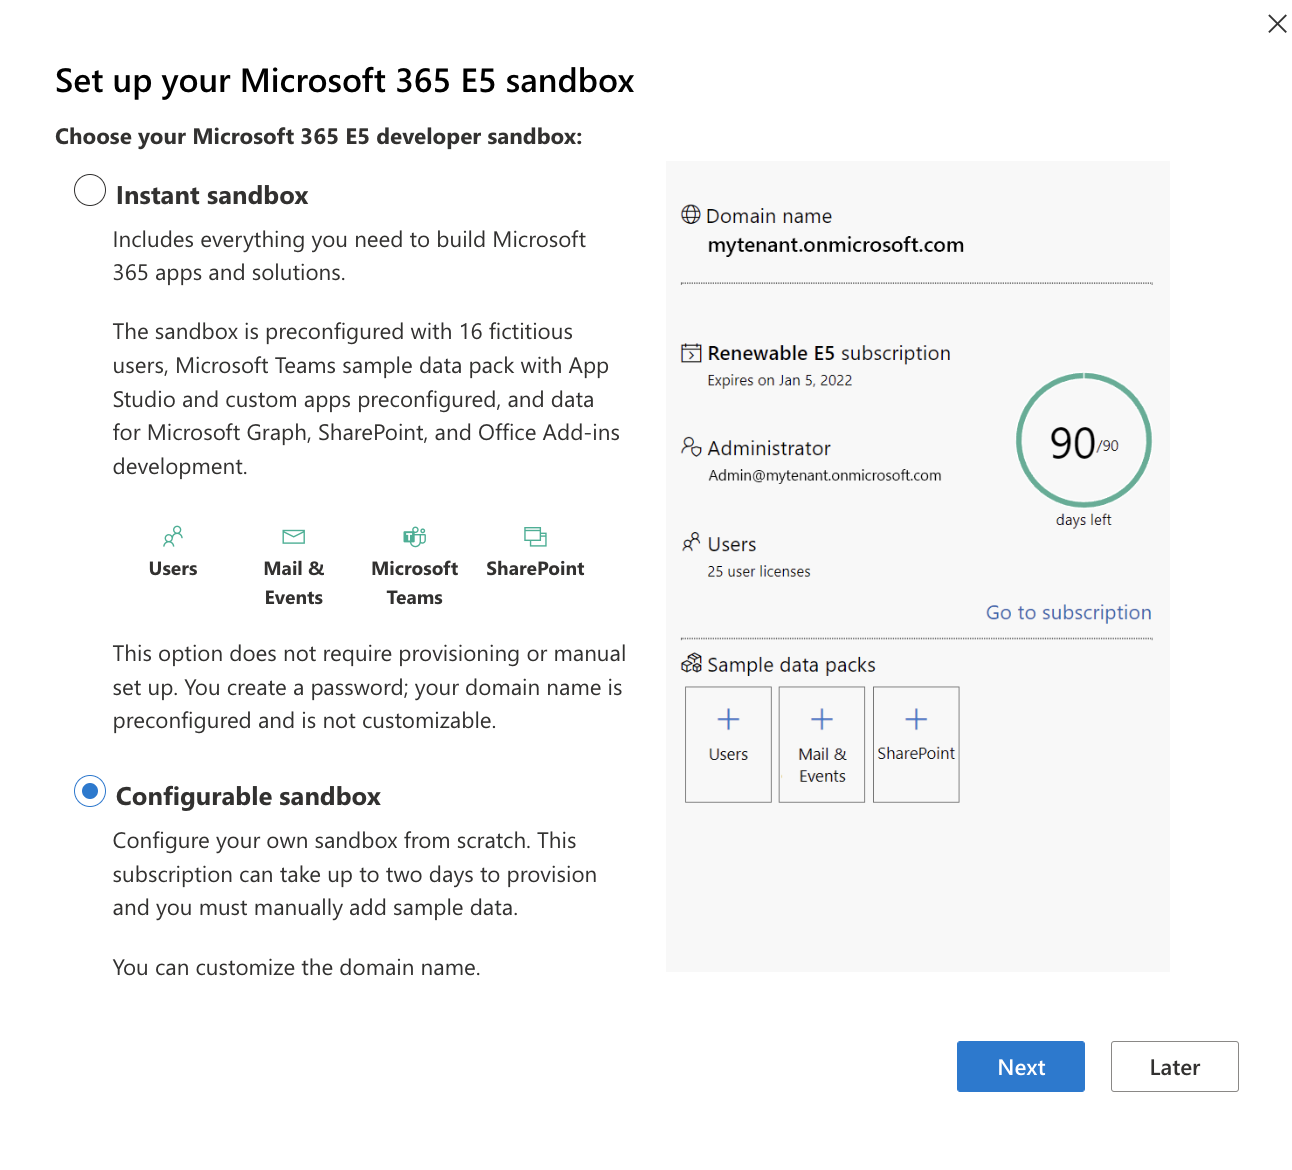 Set up your Microsoft 365 E5 sandbox
Choose your Microsoft 365 E5 developer sandbox:
Instant sandbox
Includes everything you need to build Microsoft
365 apps and solutions.
The sandbox is preconfigured with 16 fictitious
users, Microsoft Teams sample data pack with App
Studio and custom apps preconfigured, and data
for Microsoft Graph, SharePoint, and Office Add-ins
development.
Users
Mail &
Events
Microsoft
Teams
SharePoint
This option does not require provisioning or manual
set up. You create a password; your domain name is
preconfigured and is not customizable.
Configurable sandbox
Configure your own sandbox from scratch. This
subscription can take up to two days to provision
and you must manually add sample data.
You can customize the domain name.
Domain name
mytenant.onmicrosoft.com
Renewable E5 subscription
Expires on Jan 5, 2022
Administrator
Admin@mytenant.onmicrosoft.com
90/90
days left
Users
25 user licenses
Go to subscription
Sample data packs
Users
Mail &
Events
SharePoint
Next
Later